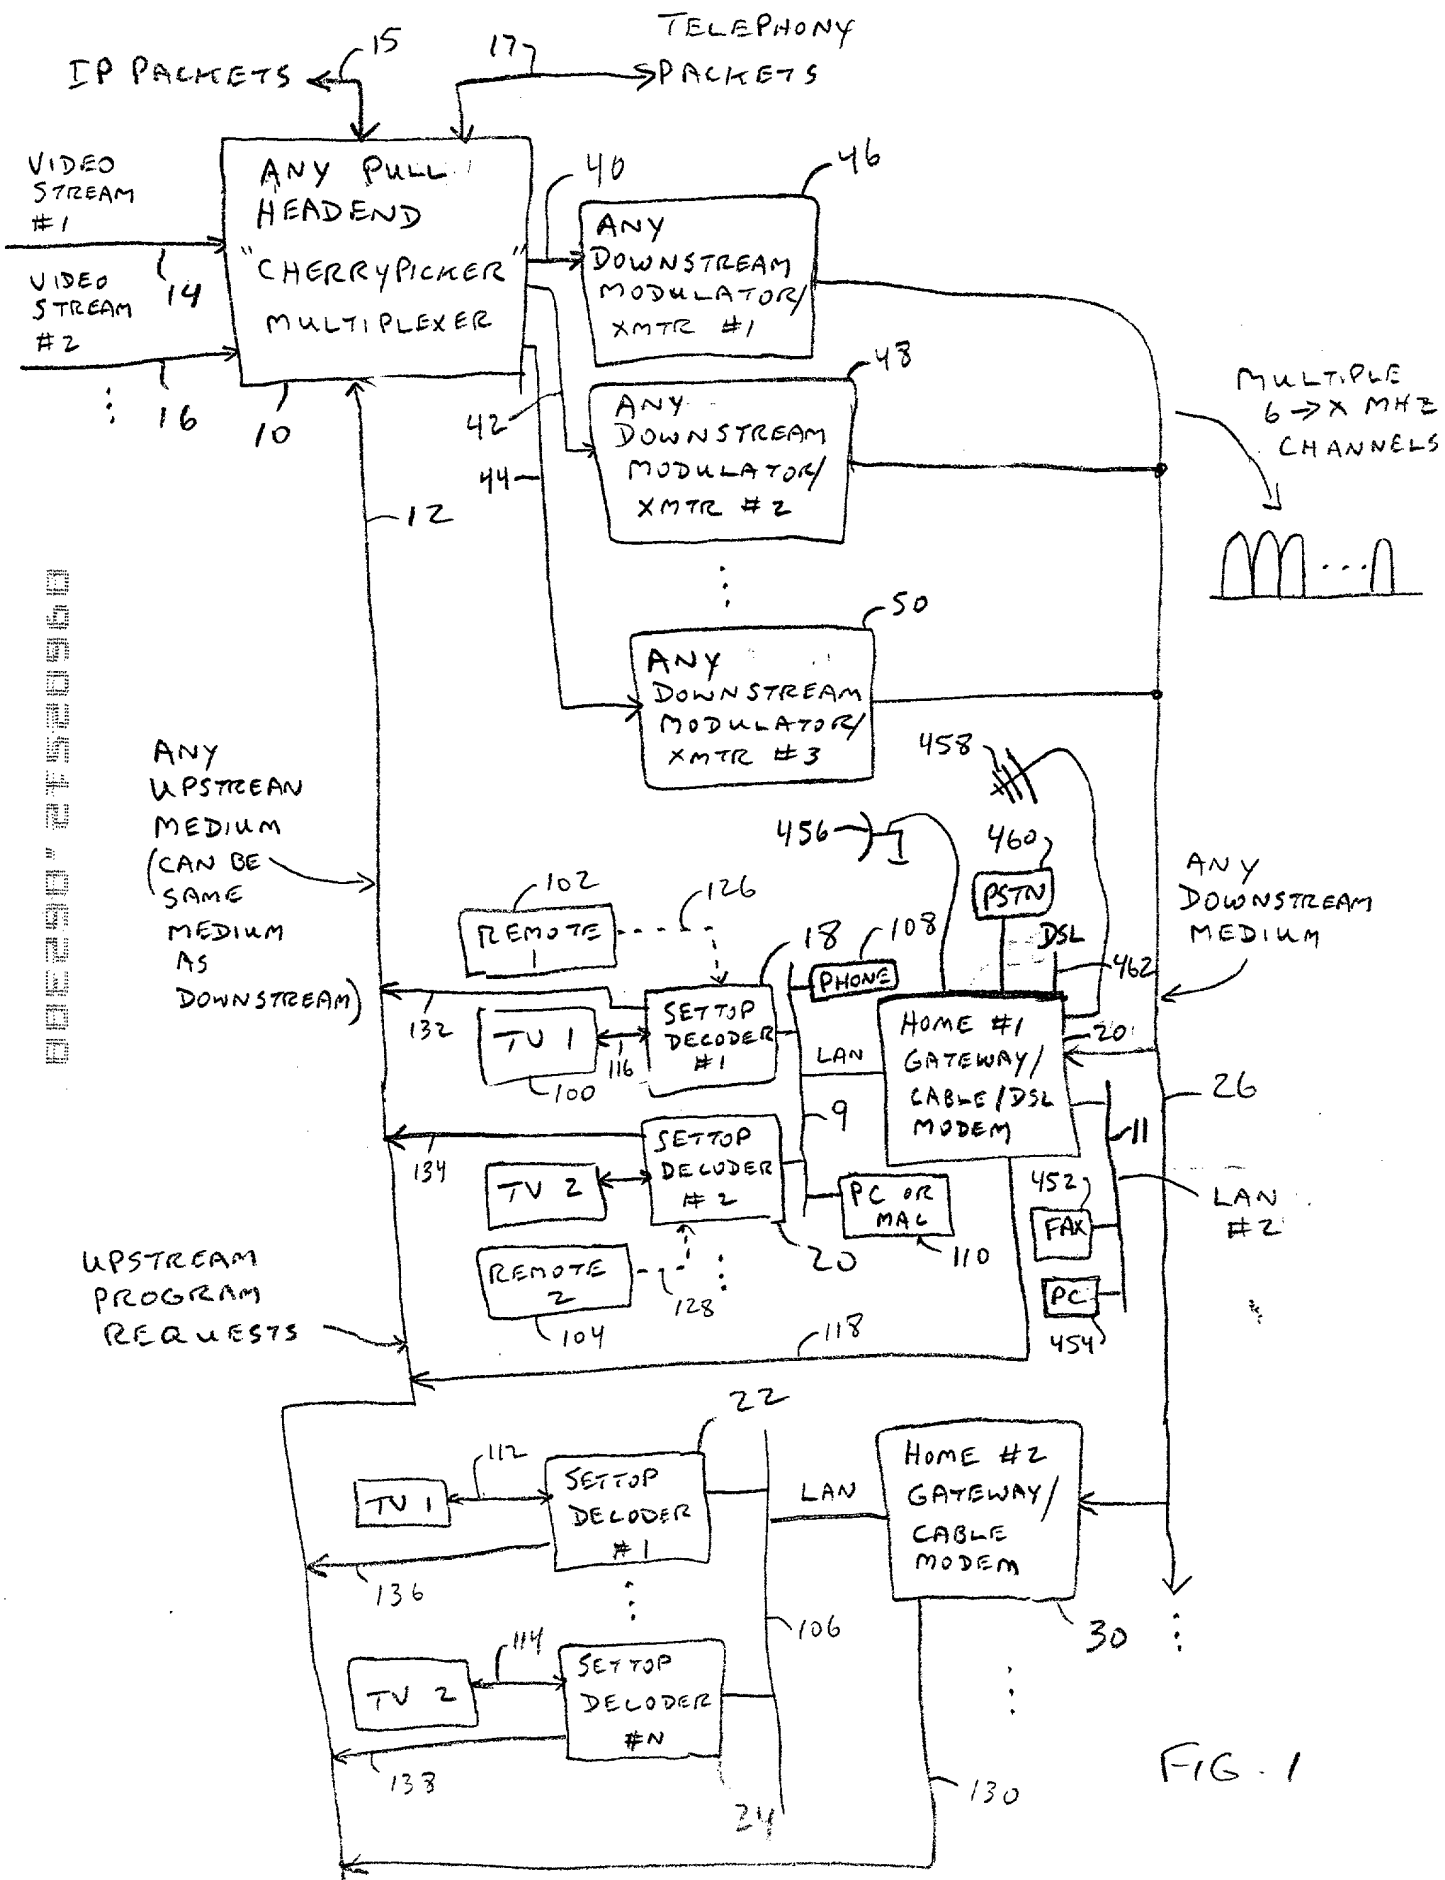 TELEPHONY
IP PACKETS
15
17
PACKETS
VIDEO
STREAM
#1
14
VIDEO
STREAM
#2
16
ANY PULL
HEADEND
"CHERRYPICKER"
MULTIPLEXER
10
12
40
42
44
46
ANY
DOWNSTREAM
MODULATOR/
XMTR #1
48
ANY
DOWNSTREAM
MODULATOR/
XMTR #2
50
ANY
DOWNSTREAM
MODULATOR/
XMTR #3
MULTIPLE
6 → X MHZ
CHANNELS
ANY
UPSTREAN
MEDIUM
(CAN BE
SAME
MEDIUM
AS
DOWNSTREAM)
458
456
460
PSTN
DSL
462
ANY
DOWNSTREAM
MEDIUM
102
REMOTE
1
126
18
108
PHONE
132
TV 1
100
116
SETTOP
DECODER
#1
LAN
9
HOME #1
GATEWAY/
CABLE/DSL
MODEM
20
26
11
134
TV 2
SETTOP
DECODER
#2
20
PC OR
MAC
110
452
FAX
LAN
#2
PC
454
REMOTE
2
104
128
UPSTREAM
PROGRAM
REQUESTS
118
22
112
TV 1
SETTOP
DECODER
#1
136
LAN
HOME #2
GATEWAY/
CABLE
MODEM
30
106
114
TV 2
SETTOP
DECODER
#N
138
24
130
FIG. 1